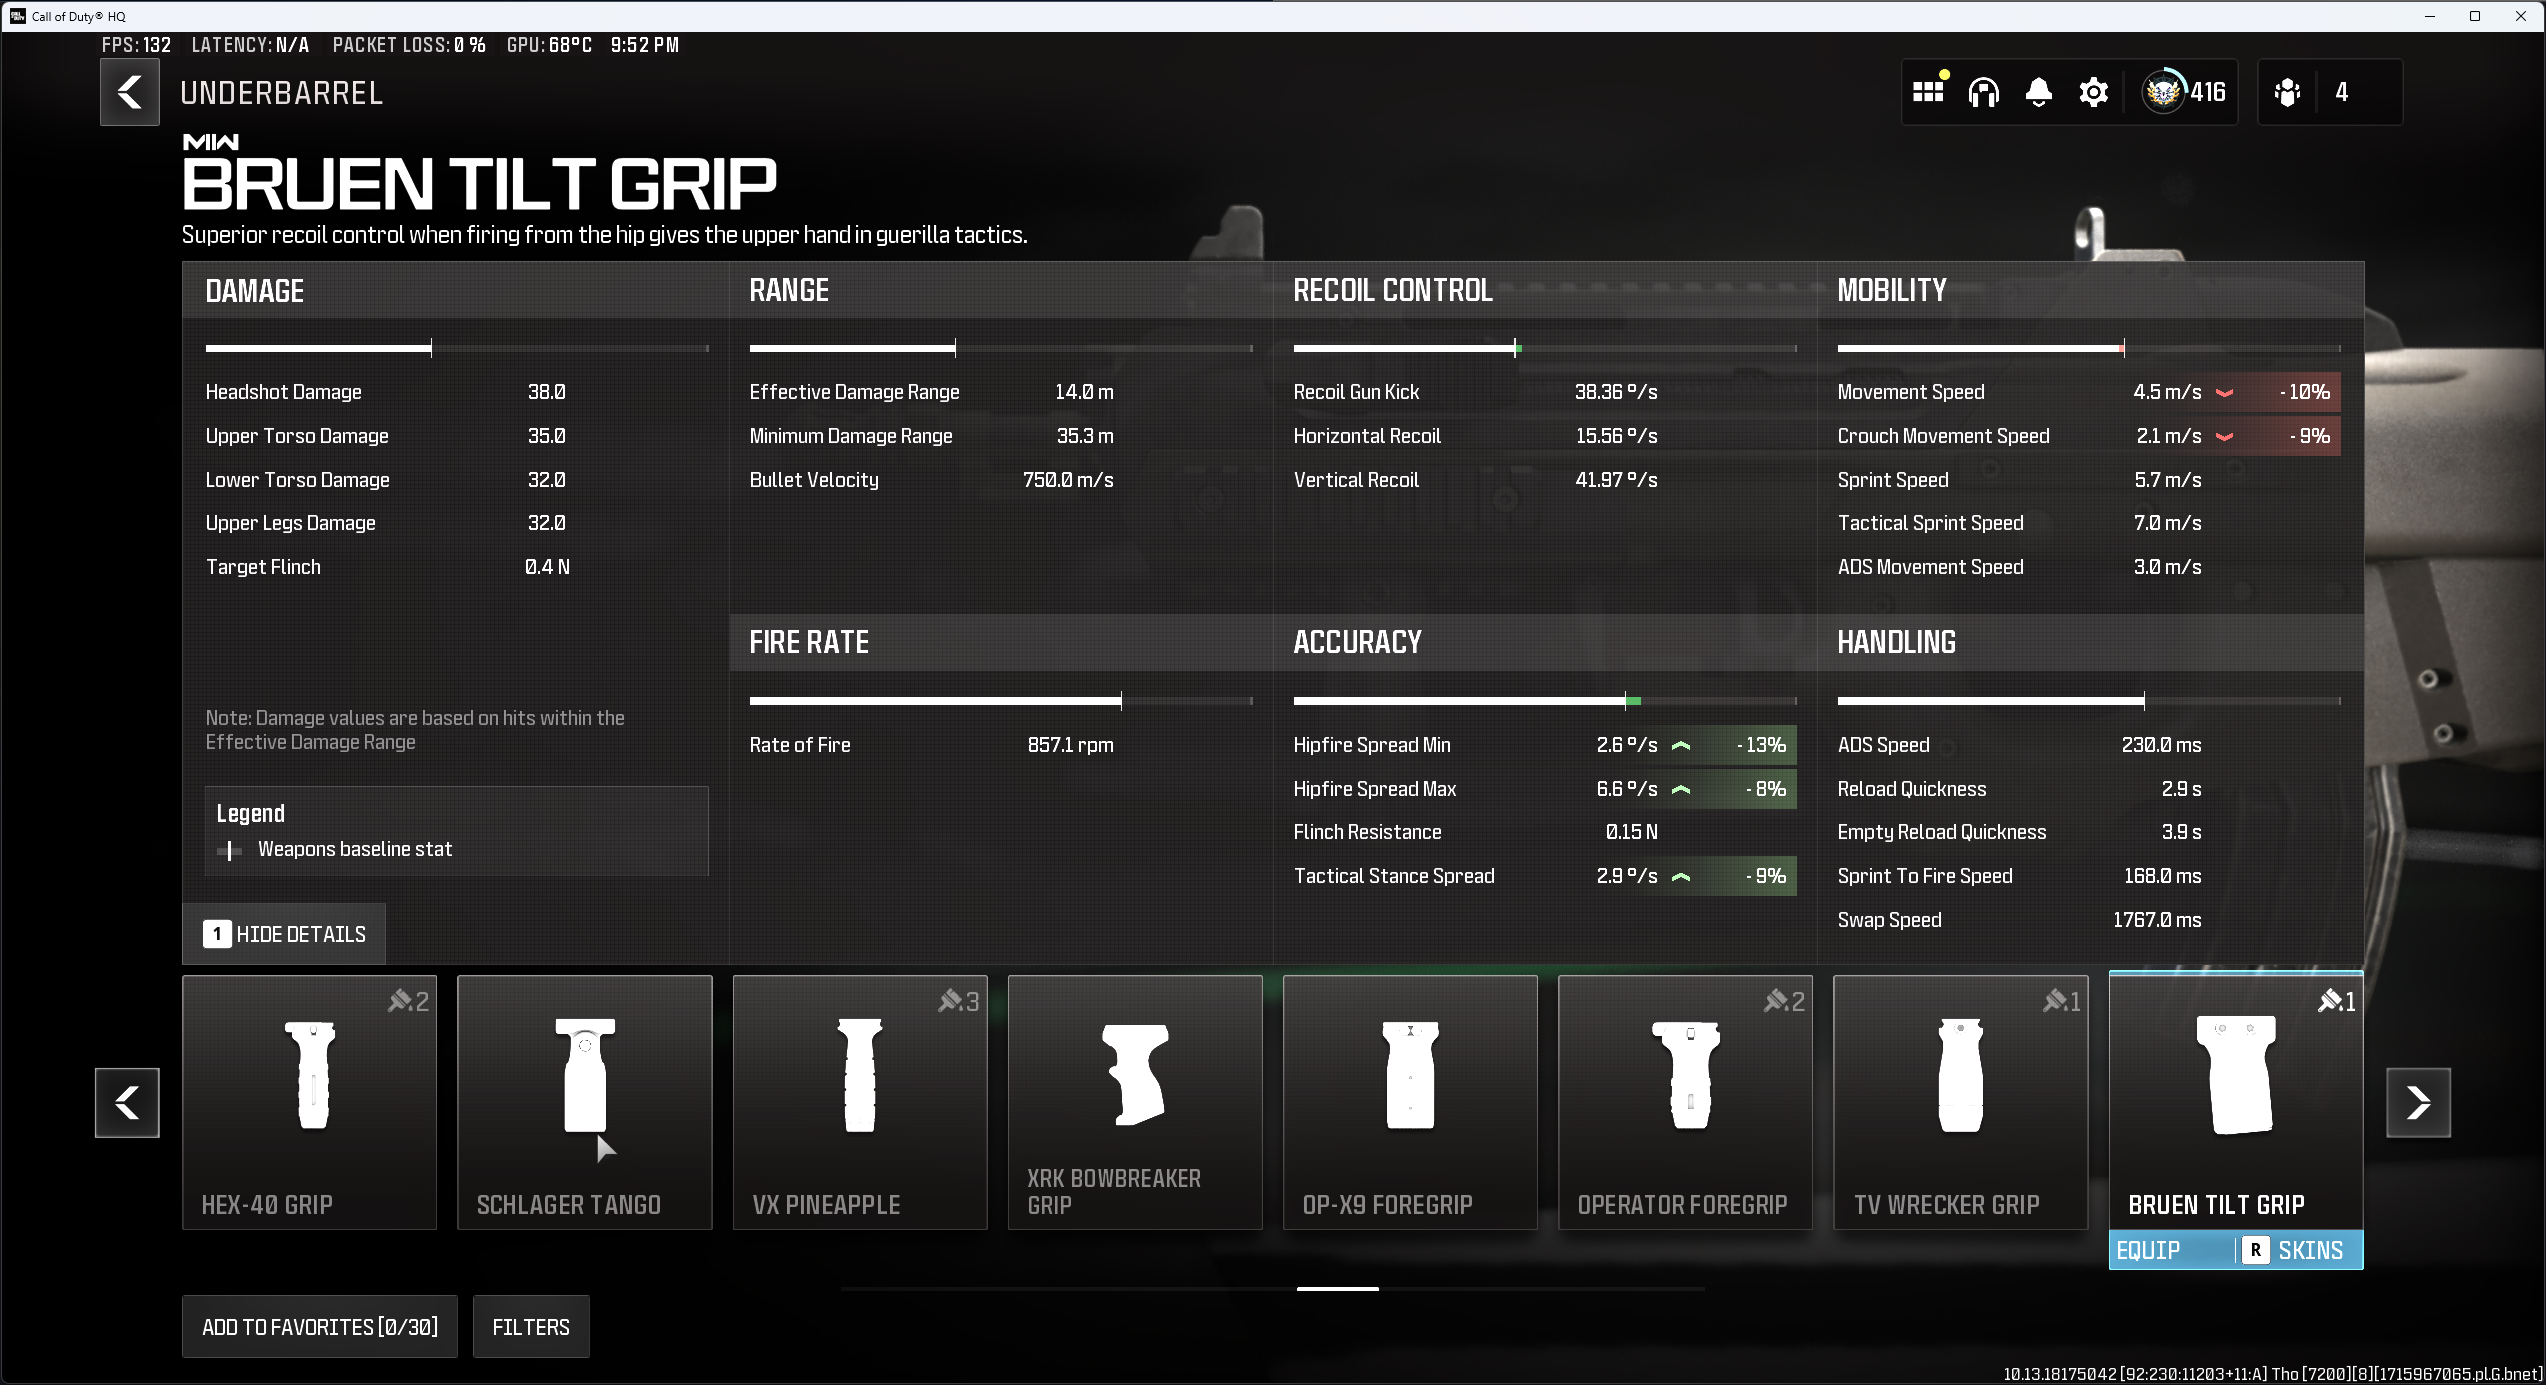 Call of Duty® HQ
FPS: 132 LATENCY: N/A PACKET LOSS: 0 % GPU: 68°C 9:52 PM
UNDERBARREL
416
4
MW
BRUEN TILT GRIP
Superior recoil control when firing from the hip gives the upper hand in guerilla tactics.
DAMAGE
Headshot Damage 38.0
Upper Torso Damage 35.0
Lower Torso Damage 32.0
Upper Legs Damage 32.0
Target Flinch 0.4 N
Note: Damage values are based on hits within the
Effective Damage Range
Legend
Weapons baseline stat
1 HIDE DETAILS
RANGE
Effective Damage Range 14.0 m
Minimum Damage Range 35.3 m
Bullet Velocity 750.0 m/s
FIRE RATE
Rate of Fire 857.1 rpm
RECOIL CONTROL
Recoil Gun Kick 38.36 º/s
Horizontal Recoil 15.56 º/s
Vertical Recoil 41.97 º/s
ACCURACY
Hipfire Spread Min 2.6 º/s -13%
Hipfire Spread Max 6.6 º/s -8%
Flinch Resistance 0.15 N
Tactical Stance Spread 2.9 º/s -9%
MOBILITY
Movement Speed 4.5 m/s -10%
Crouch Movement Speed 2.1 m/s -9%
Sprint Speed 5.7 m/s
Tactical Sprint Speed 7.0 m/s
ADS Movement Speed 3.0 m/s
HANDLING
ADS Speed 230.0 ms
Reload Quickness 2.9 s
Empty Reload Quickness 3.9 s
Sprint To Fire Speed 168.0 ms
Swap Speed 1767.0 ms
2
HEX-40 GRIP
SCHLAGER TANGO
3
VX PINEAPPLE
XRK BOWBREAKER
GRIP
OP-X9 FOREGRIP
2
OPERATOR FOREGRIP
1
TV WRECKER GRIP
1
BRUEN TILT GRIP
EQUIP R SKINS
ADD TO FAVORITES [0/30]
FILTERS
10.13.18175042 [92:230:11203+11:A] Tho [7200][8][1715967065.pl.G.bnet]